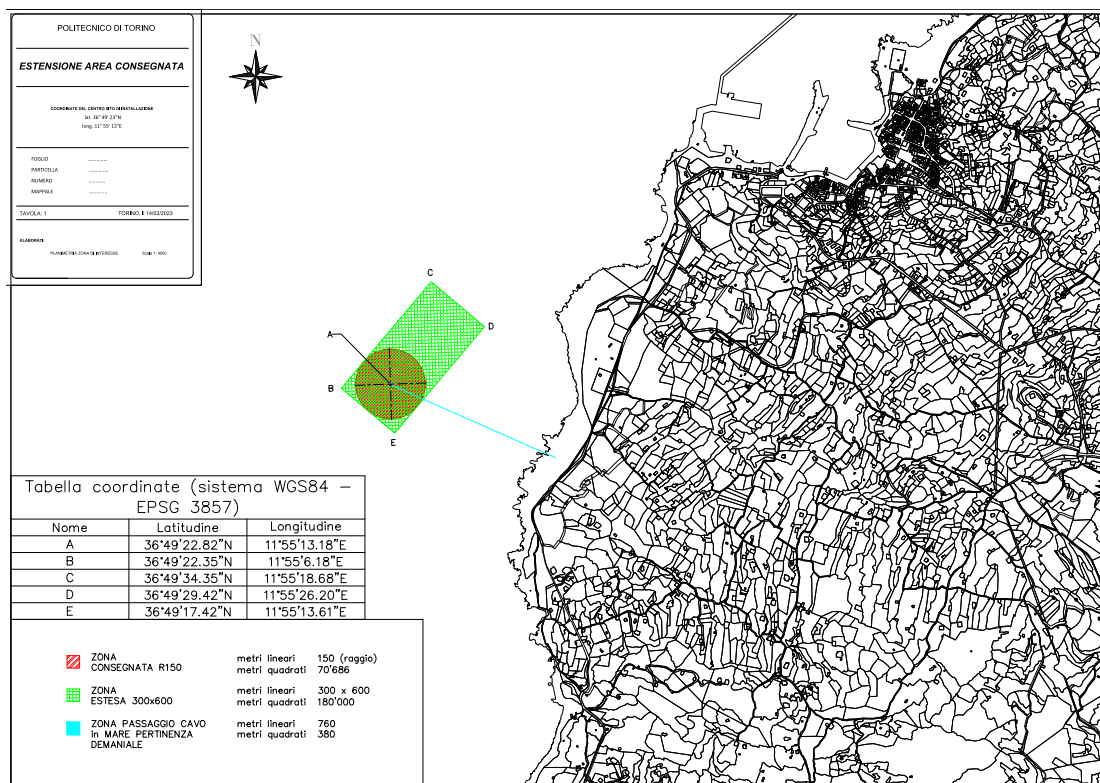 POLITECNICO DI TORINO
ESTENSIONE AREA CONSEGNATA
COORDINATE DEL CENTRO SITO DI INSTALLAZIONE
lat. 36° 49' 23"N
long. 11° 55' 13"E
FOGLIO ..............
PARTICELLA ..............
NUMERO ............
MAPPALE ..............
TAVOLA: 1 TORINO, li 14/02/2023
ELABORATI:
PLANIMETRIA ZONA DI INTERESSE Scala 1: 4000
N
C
D
A
B
E
Tabella coordinate (sistema WGS84 –
EPSG 3857)
Nome Latitudine Longitudine
A 36°49'22.82"N 11°55'13.18"E
B 36°49'22.35"N 11°55'6.18"E
C 36°49'34.35"N 11°55'18.68"E
D 36°49'29.42"N 11°55'26.20"E
E 36°49'17.42"N 11°55'13.61"E
ZONA metri lineari 150 (raggio)
CONSEGNATA R150 metri quadrati 70'686
ZONA metri lineari 300 x 600
ESTESA 300x600 metri quadrati 180'000
ZONA PASSAGGIO CAVO metri lineari 760
in MARE PERTINENZA metri quadrati 380
DEMANIALE